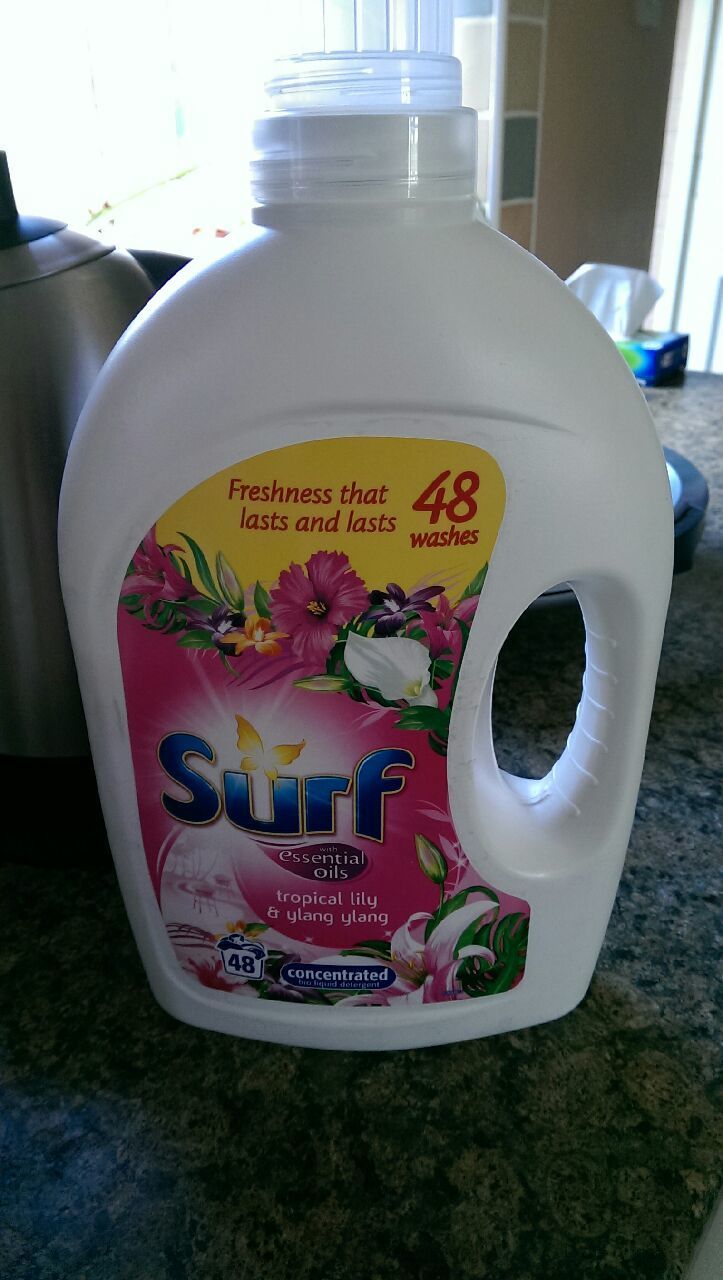 Freshness that
lasts and lasts
48
washes
Surf
with
essential
oils
tropical lily
& ylang ylang
48
concentrated
bio liquid detergent